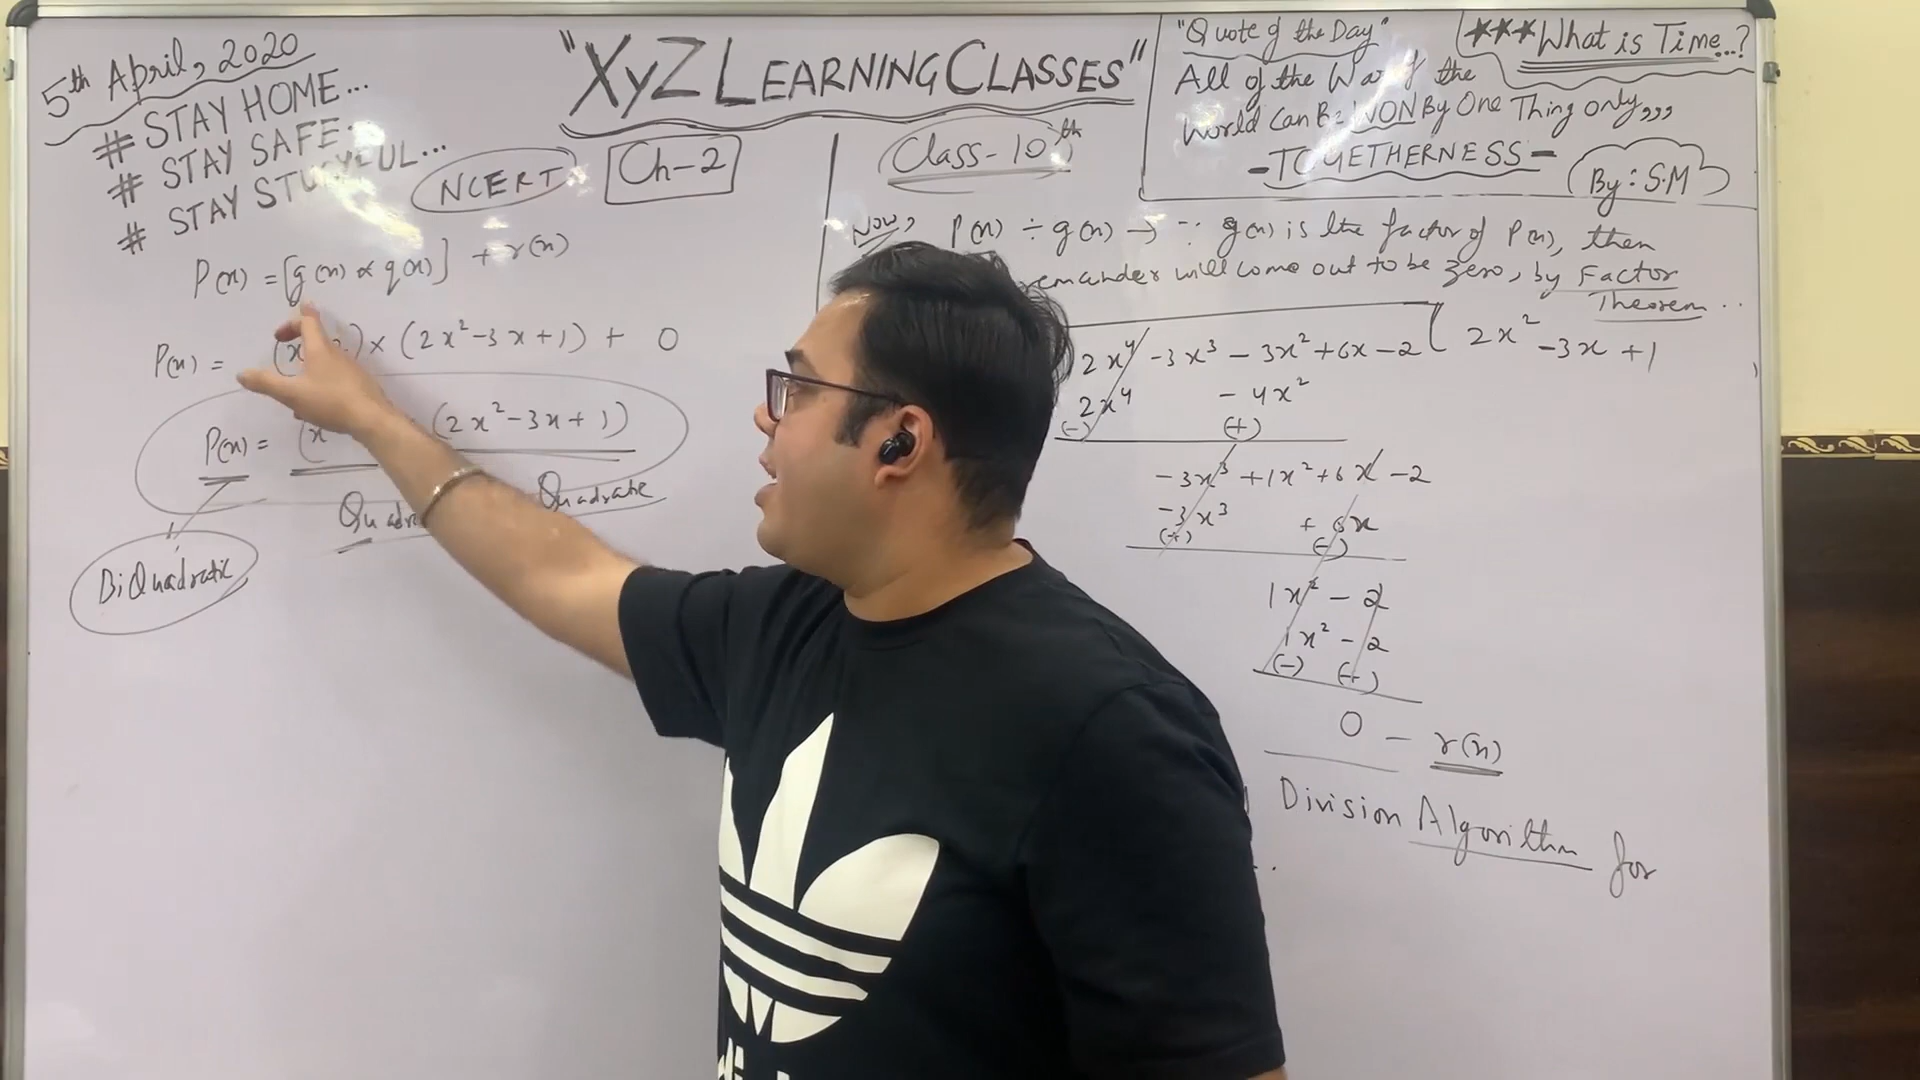 5th April, 2020
# STAY HOME...
# STAY SAFE
# STAY STUDYFUL...
"XyZ LEARNING CLASSES"
NCERT
Ch-2
Class-10th
"Quote of the Day"
All of the War of the
World Can Be WON By One Thing only,,,
-TOGETHERNESS-
By: S.M
***What is Time...?
P(x) = [g(x) × q(x)] + r(x)
P(x) = (x × (2x² -3x +1) + 0
P(x) = (x (2x² -3x + 1)
Quadratic
BiQuadratic
Now, P(x) ÷ g(x) → ∵ g(x) is the factor of P(x), then
remainder will come out to be zero, by Factor
Theorem..
2x⁴ -3x³ - 3x² +6x -2 ( 2x² -3x +1
2x⁴ - 4x²
(-) (+)
-3x³ +1x² +6x -2
-3x³ + 6x
(+) (-)
1x² - 2
1x² - 2
(-) (+)
0 - r(x)
Division Algorithm for